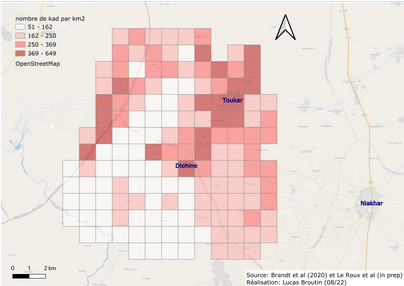 nombre de kad par km2
51 - 162
162 - 250
250 - 369
369 - 649
OpenStreetMap
Toukar
Diohine
Niakhar
0 1 2 km
Source: Brandt et al (2020) et Le Roux et al (in prep)
Réalisation: Lucas Broutin (08/22)